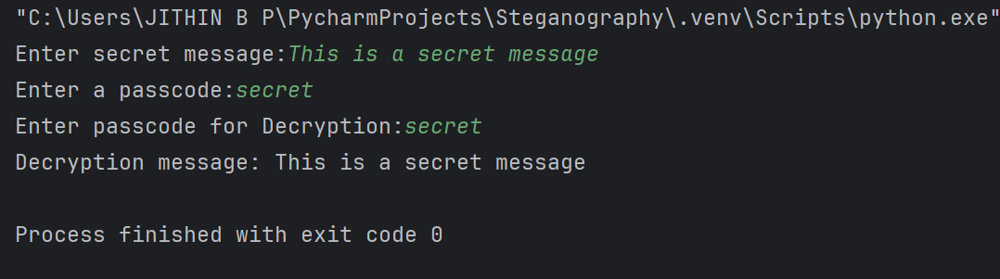 "C:\Users\JITHIN B P\PycharmProjects\Steganography\.venv\Scripts\python.exe"
Enter secret message:This is a secret message
Enter a passcode:secret
Enter passcode for Decryption:secret
Decryption message: This is a secret message
Process finished with exit code 0